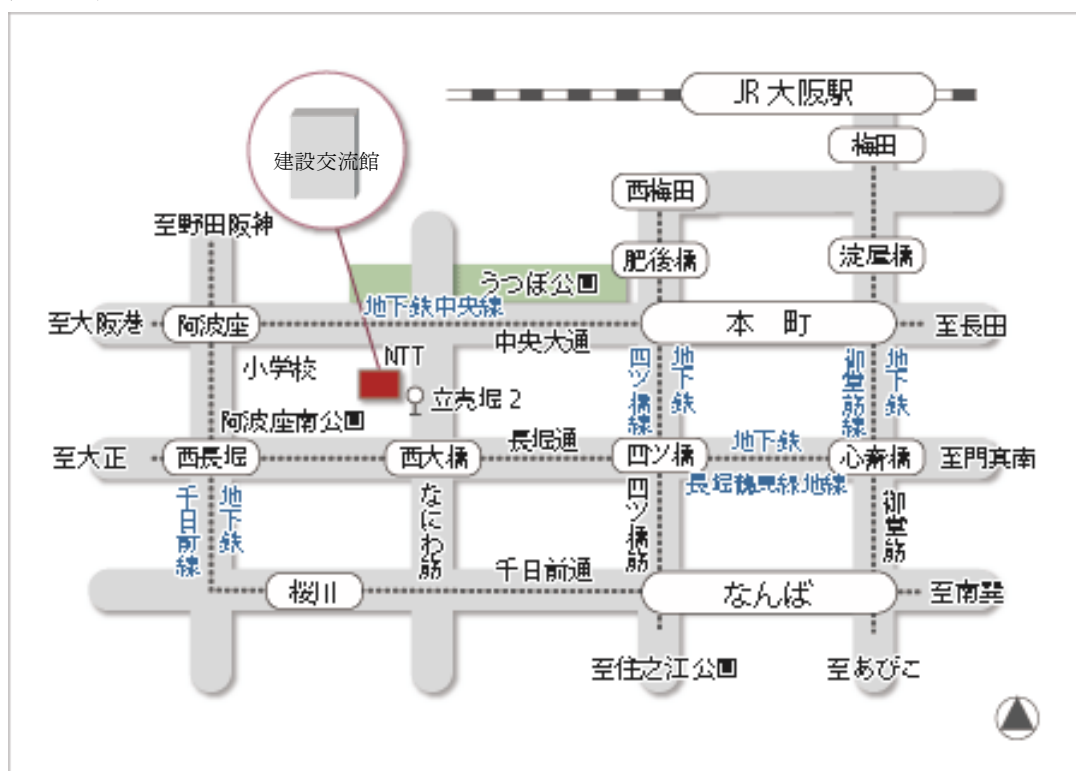 JR 大阪駅
梅田
建設交流館
西梅田
至野田阪神
肥後橋
淀屋橋
うつぼ公園
地下鉄中央線
至大阪港
阿波座
本 町
至長田
中央大通
NTT
小学校
地下鉄
四ツ橋線
地下鉄
御堂筋線
立売堀 2
阿波座南公園
長堀通
地下鉄
至大正
西長堀
西大橋
四ツ橋
心斎橋
至門真南
長堀鶴見緑地線
地下鉄
千日前線
なにわ筋
四ツ橋筋
御堂筋
千日前通
桜川
なんば
至南巽
至住之江公園
至あびこ